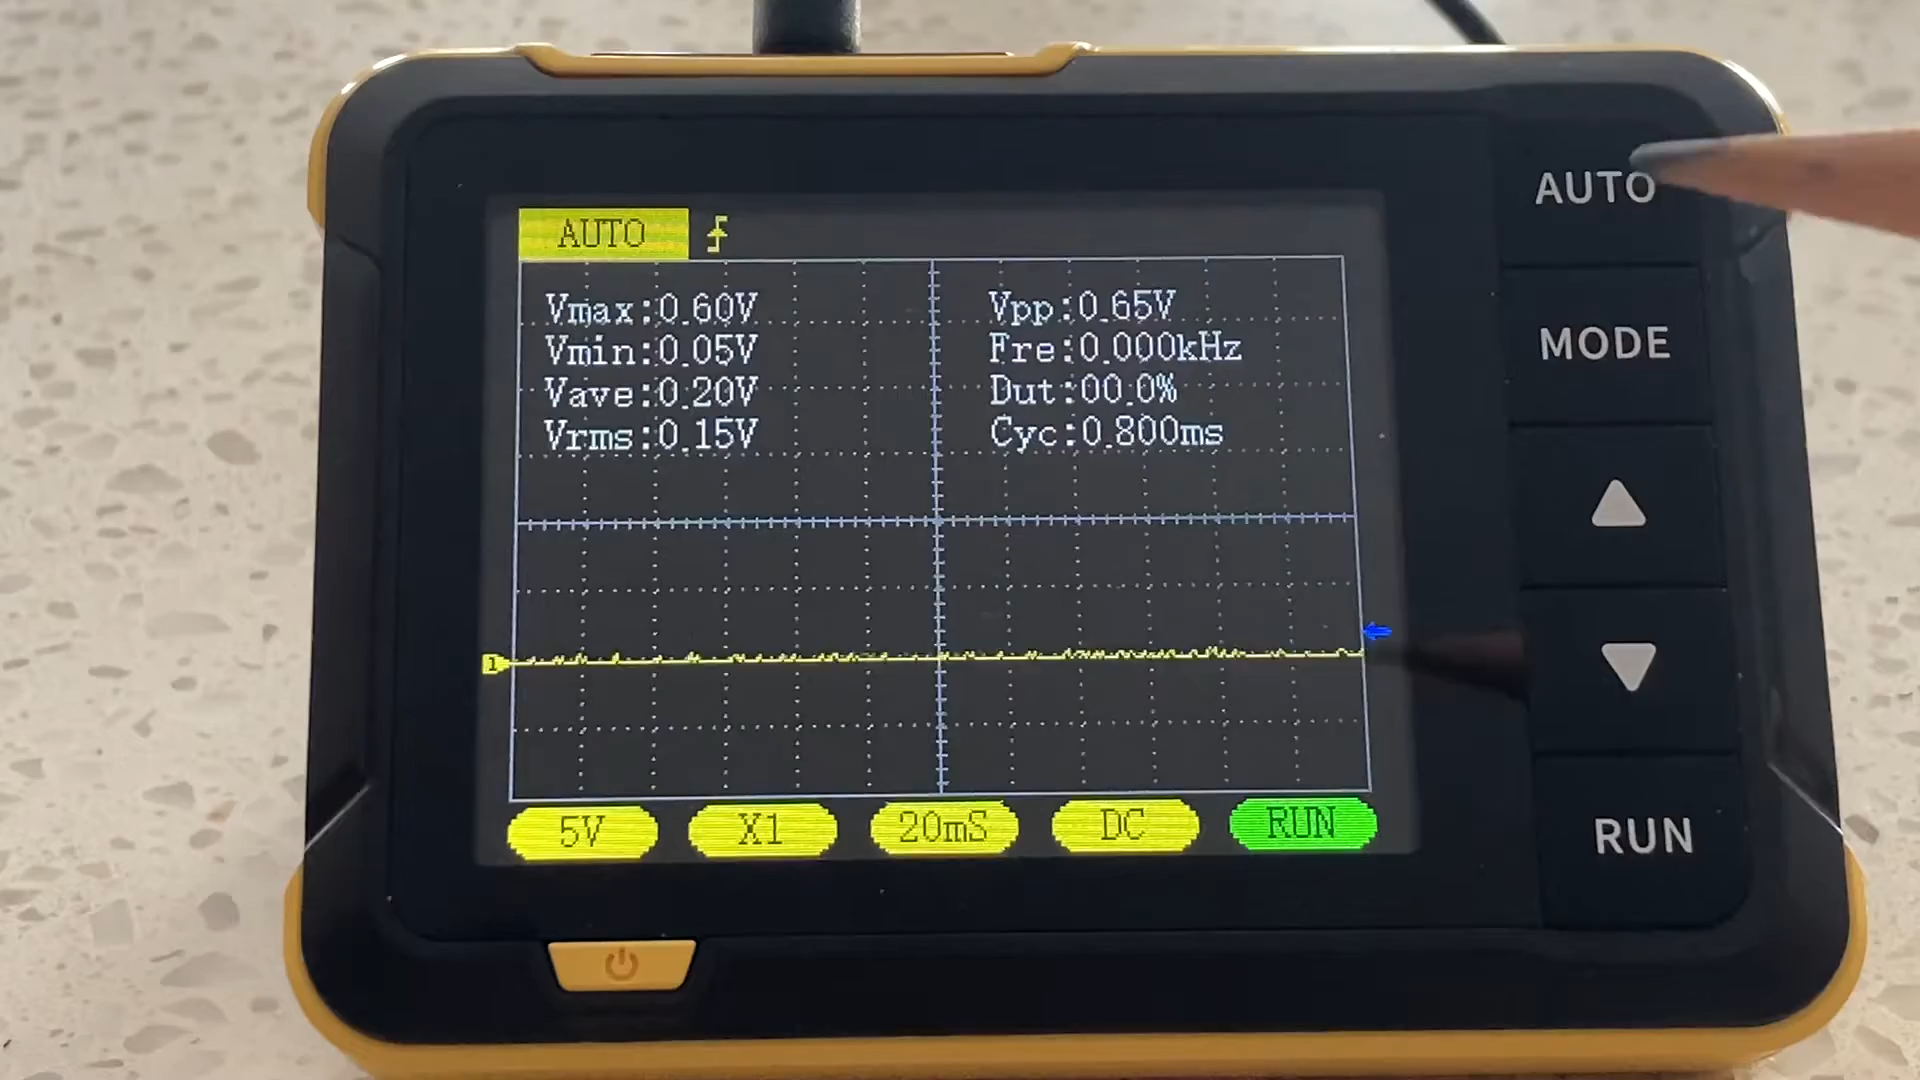 AUTO
AUTO
Vmax:0.60V
Vpp:0.65V
Vmin:0.05V
Fre:0.000kHz
MODE
Vave:0.20V
Dut:00.0%
Vrms:0.15V
Cyc:0.800ms
1
5V
X1
20mS
DC
RUN
RUN